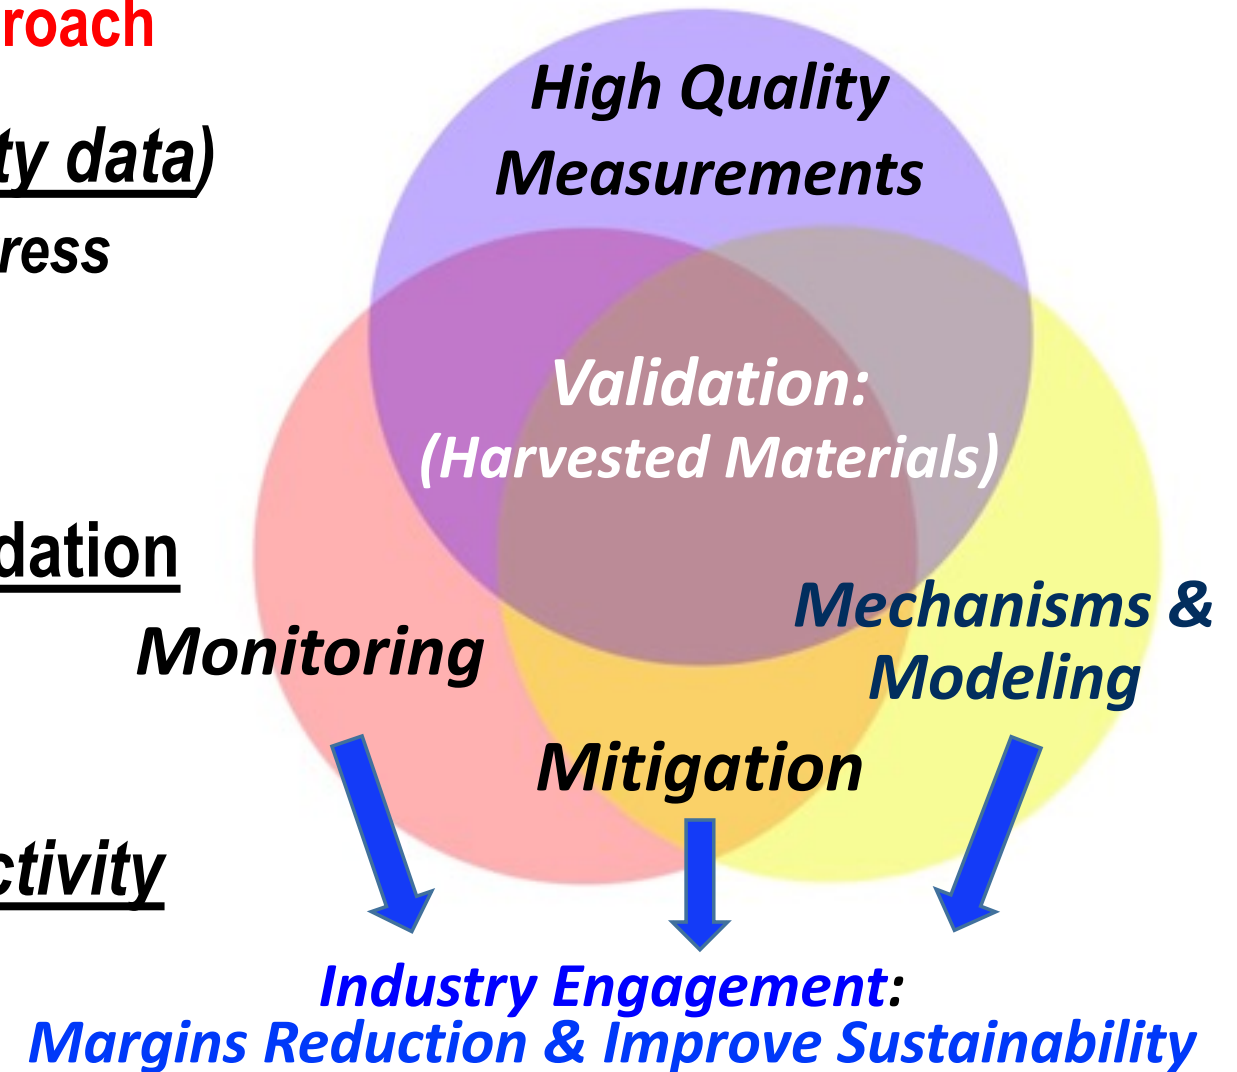 roach
High Quality
Measurements
ty data)
ress
Validation:
(Harvested Materials)
dation
Mechanisms &
Monitoring
Modeling
Mitigation
ctivity
Industry Engagement:
Margins Reduction & Improve Sustainability